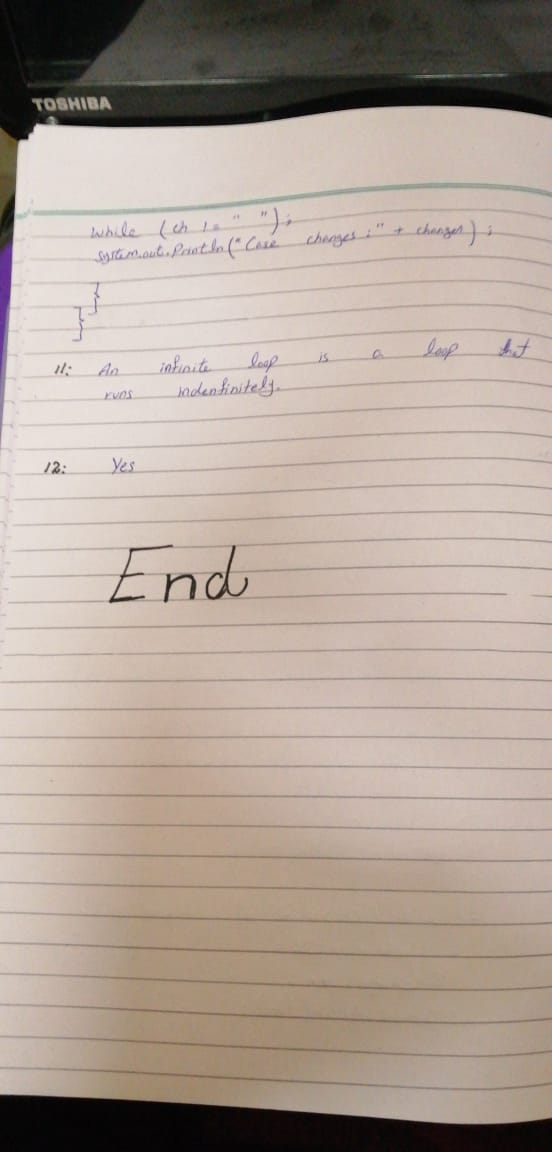 TOSHIBA
while (ch != " ");
System.out.Println("Case changes :" + changes);
}
}
11: An infinite loop is a loop that
runs indenfinitely.
12: Yes
End